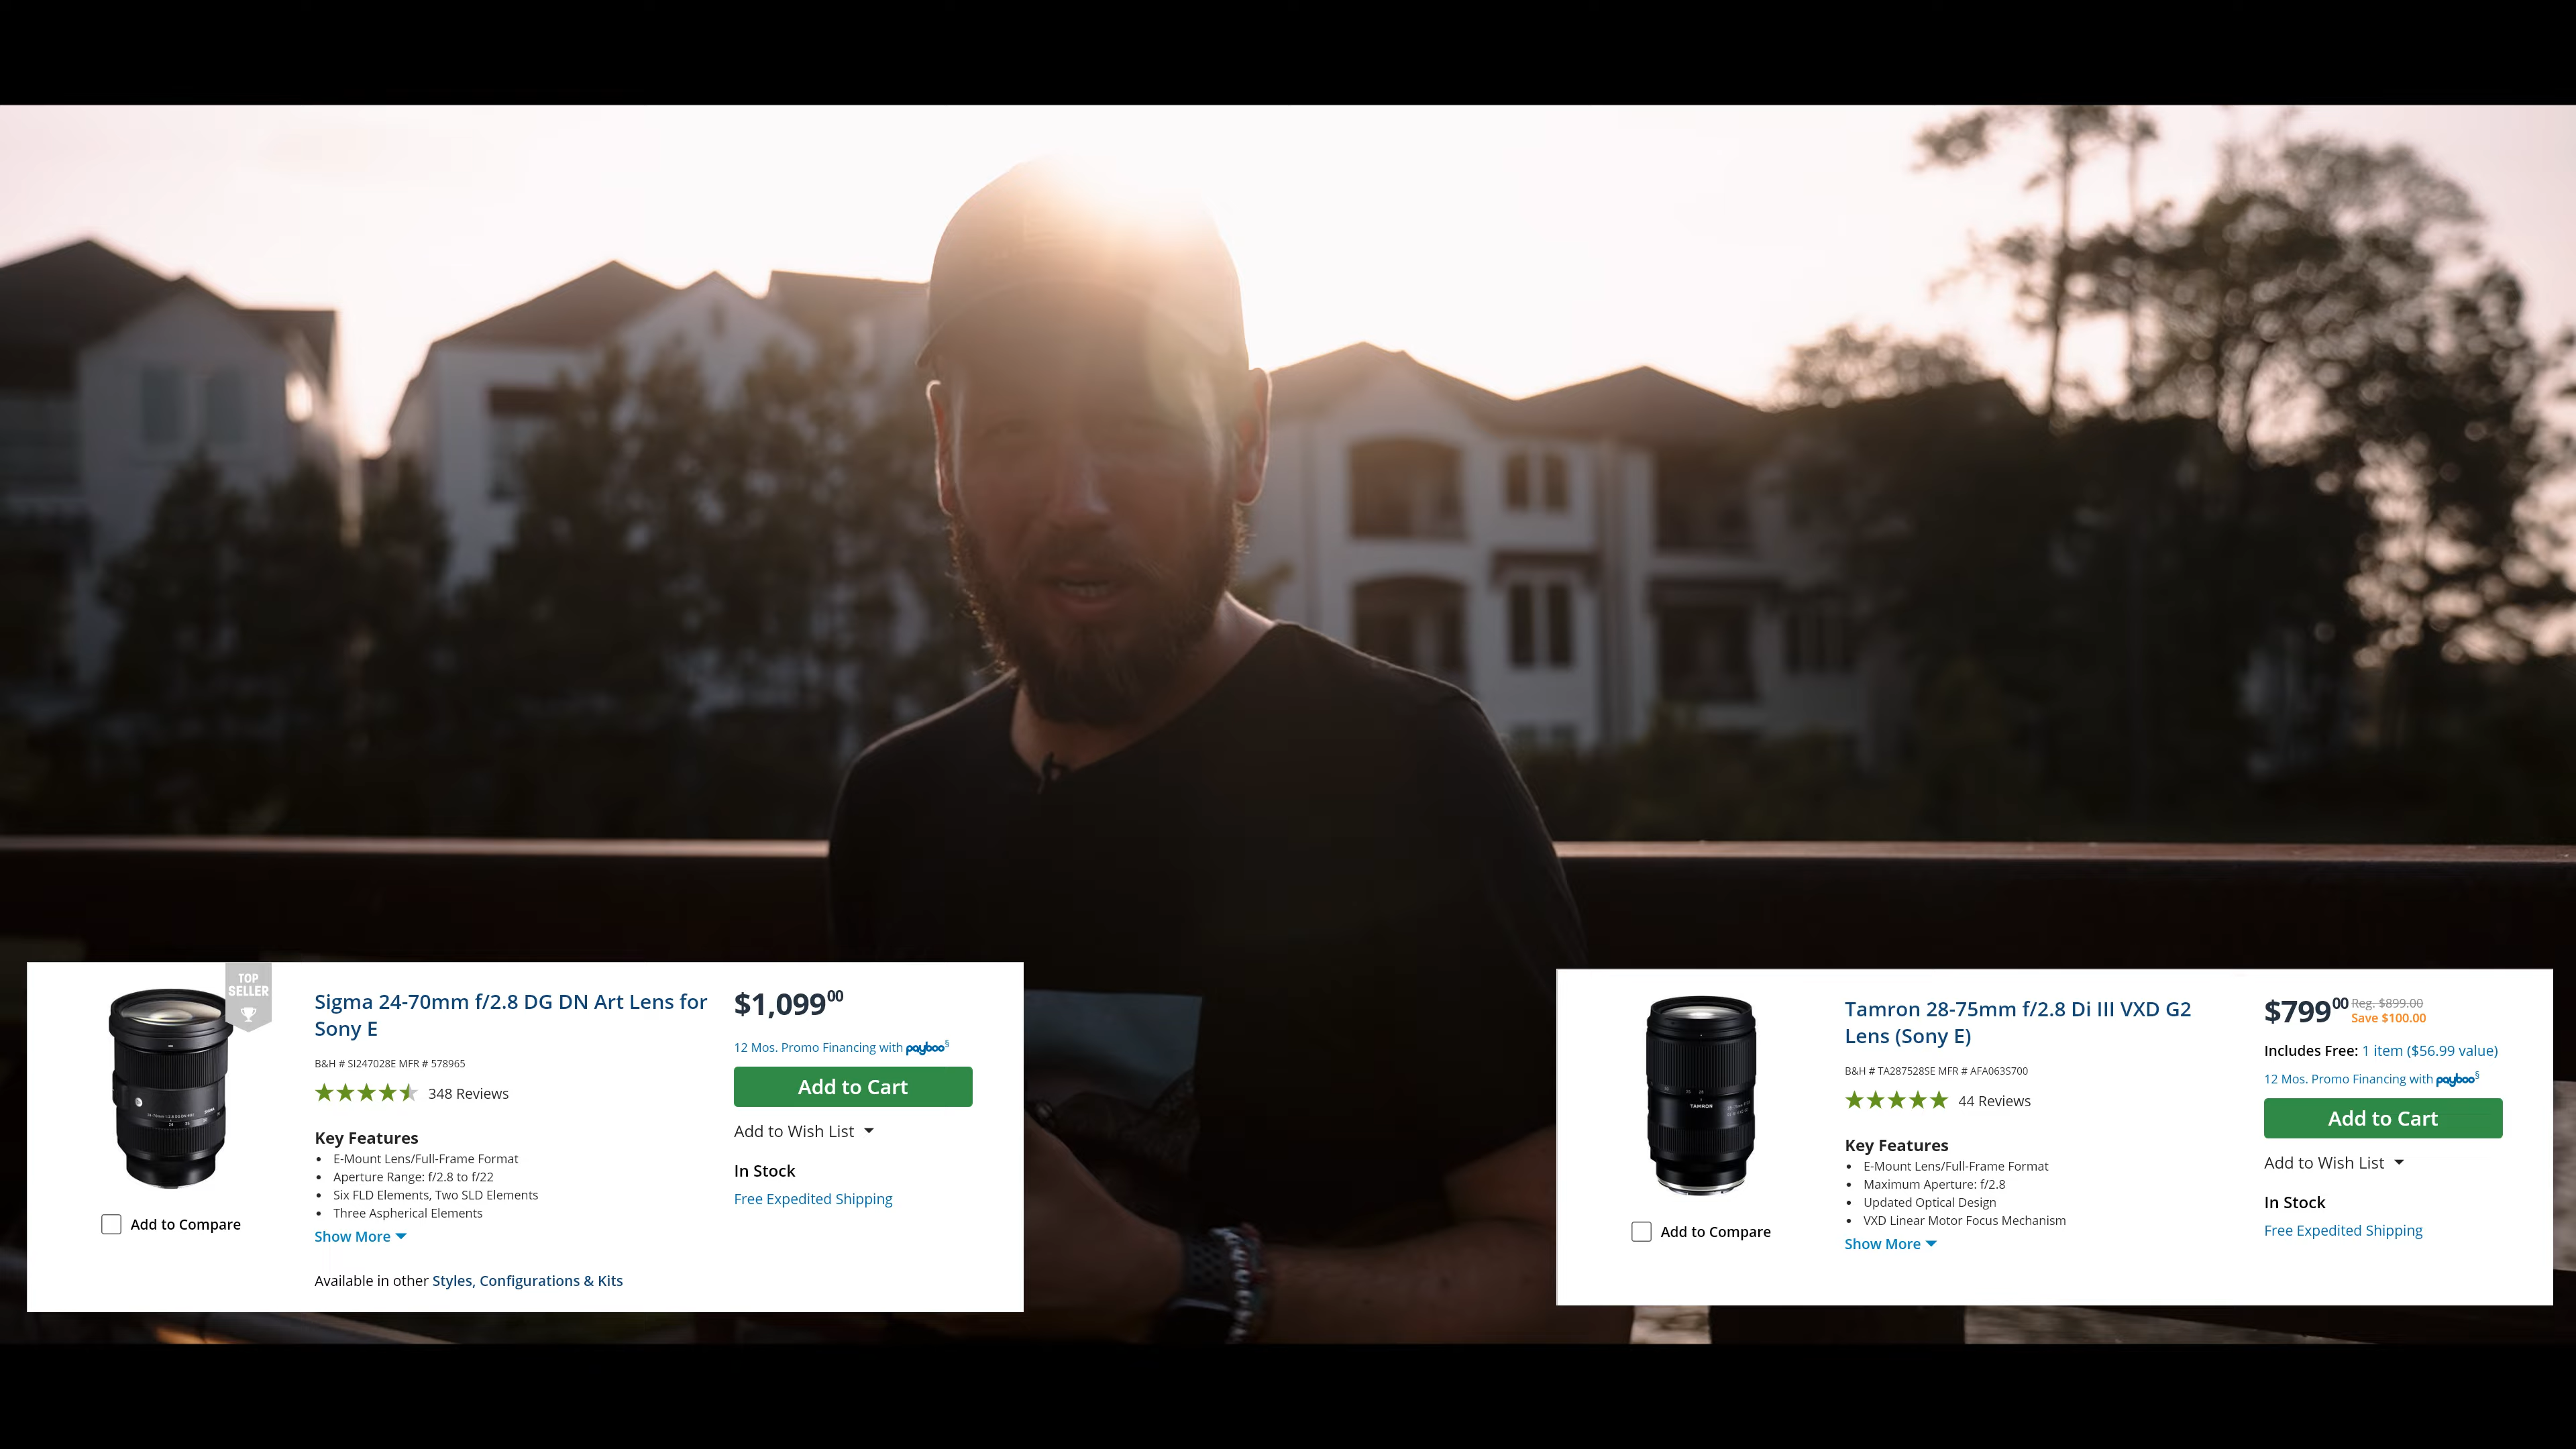 TOP
SELLER
Sigma 24-70mm f/2.8 DG DN Art Lens for
Sony E
B&H # SI247028E MFR # 578965
348 Reviews
Key Features
E-Mount Lens/Full-Frame Format
Aperture Range: f/2.8 to f/22
Six FLD Elements, Two SLD Elements
Three Aspherical Elements
Show More
Available in other Styles, Configurations & Kits
Add to Compare
$1,099.00
12 Mos. Promo Financing with payboo§
Add to Cart
Add to Wish List
In Stock
Free Expedited Shipping
TAMRON
Tamron 28-75mm f/2.8 Di III VXD G2
Lens (Sony E)
B&H # TA287528SE MFR # AFA063S700
44 Reviews
Key Features
E-Mount Lens/Full-Frame Format
Maximum Aperture: f/2.8
Updated Optical Design
VXD Linear Motor Focus Mechanism
Show More
Add to Compare
$799.00 Reg. $899.00
Save $100.00
Includes Free: 1 item ($56.99 value)
12 Mos. Promo Financing with payboo§
Add to Cart
Add to Wish List
In Stock
Free Expedited Shipping